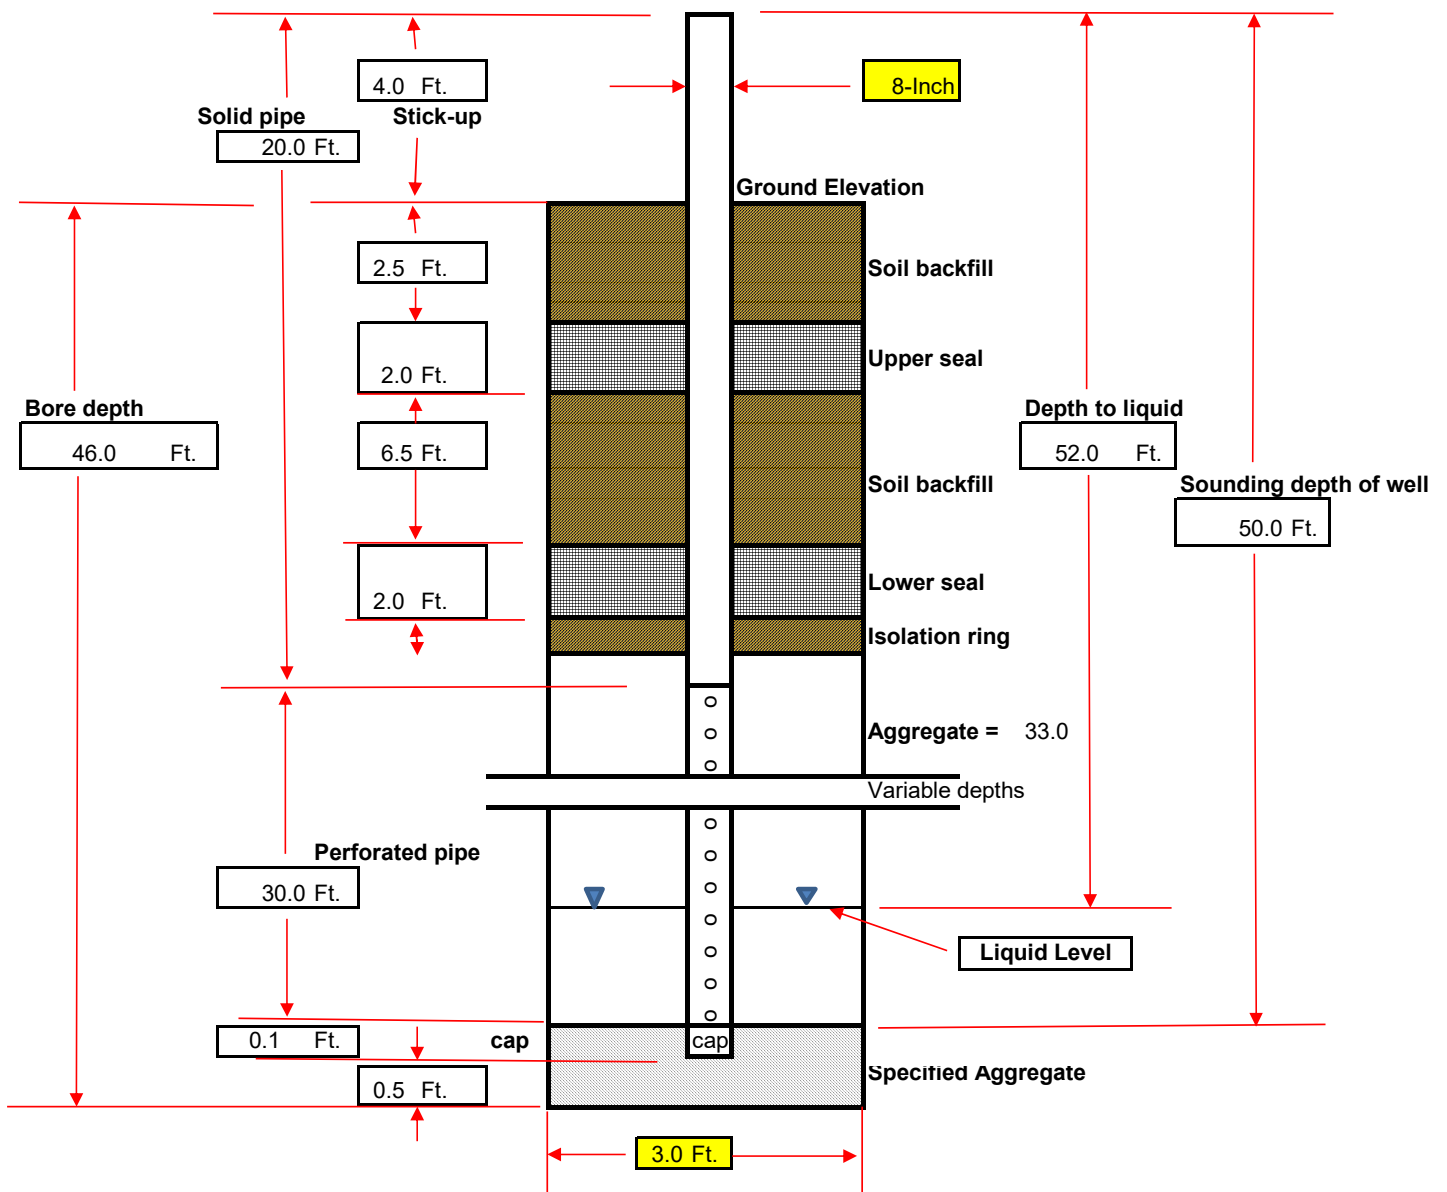 4.0 Ft.
8-Inch
Solid pipe
Stick-up
20.0 Ft.
Ground Elevation
2.5 Ft.
Soil backfill
2.0 Ft.
Upper seal
Bore depth
46.0 Ft.
6.5 Ft.
Depth to liquid
52.0 Ft.
Soil backfill
Sounding depth of well
50.0 Ft.
2.0 Ft.
Lower seal
Isolation ring
o
o
o
Aggregate = 33.0
Variable depths
o
o
o
o
o
o
o
Perforated pipe
30.0 Ft.
Liquid Level
0.1 Ft.
cap
cap
Specified Aggregate
0.5 Ft.
3.0 Ft.